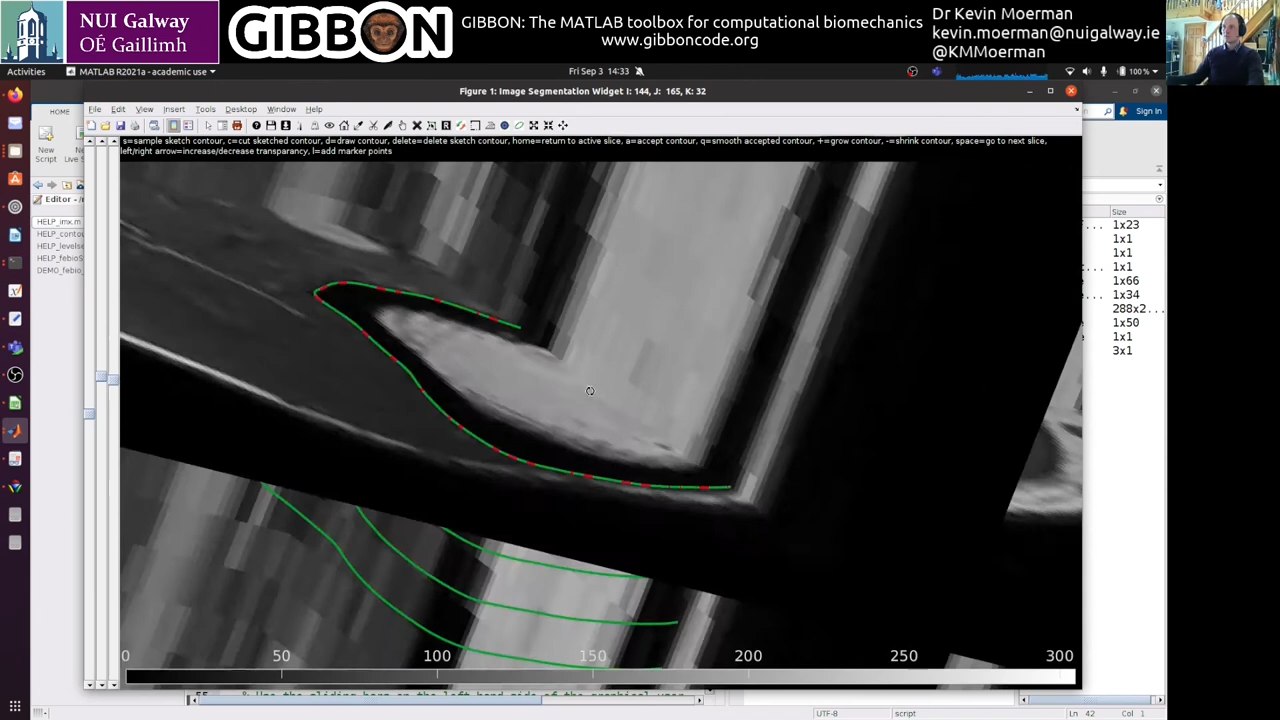 NUI Galway
OÉ Gaillimh
GIBBON
GIBBON: The MATLAB toolbox for computational biomechanics
www.gibboncode.org
Dr Kevin Moerman
kevin.moerman@nuigalway.ie
@KMMoerman
Activities
MATLAB R2021a - academic use
Fri Sep 3 14:33
100 %
Figure 1: Image Segmentation Widget I: 144, J: 165, K: 32
HOME
File Edit View Insert Tools Desktop Window Help
Sign In
New
Script
New
s=sample sketch contour, c=cut sketched contour, d=draw contour, delete=delete sketch contour, home=return to active slice, a=accept contour, q=smooth accepted contour, +=grow contour, -=shrink contour, space=go to next slice,
left/right arrow=increase/decrease transparancy, l=add marker points
Editor - /
HELP_imx.m
HELP_contou
HELP_levelse
HELP_febioS
DEMO_febio_
Size
1x23
1x1
1x1
1x1
1x66
1x34
288x2...
1x50
1x1
3x1
0 50 100 150 200 250 300
UTF-8
script
Ln 42 Col 1